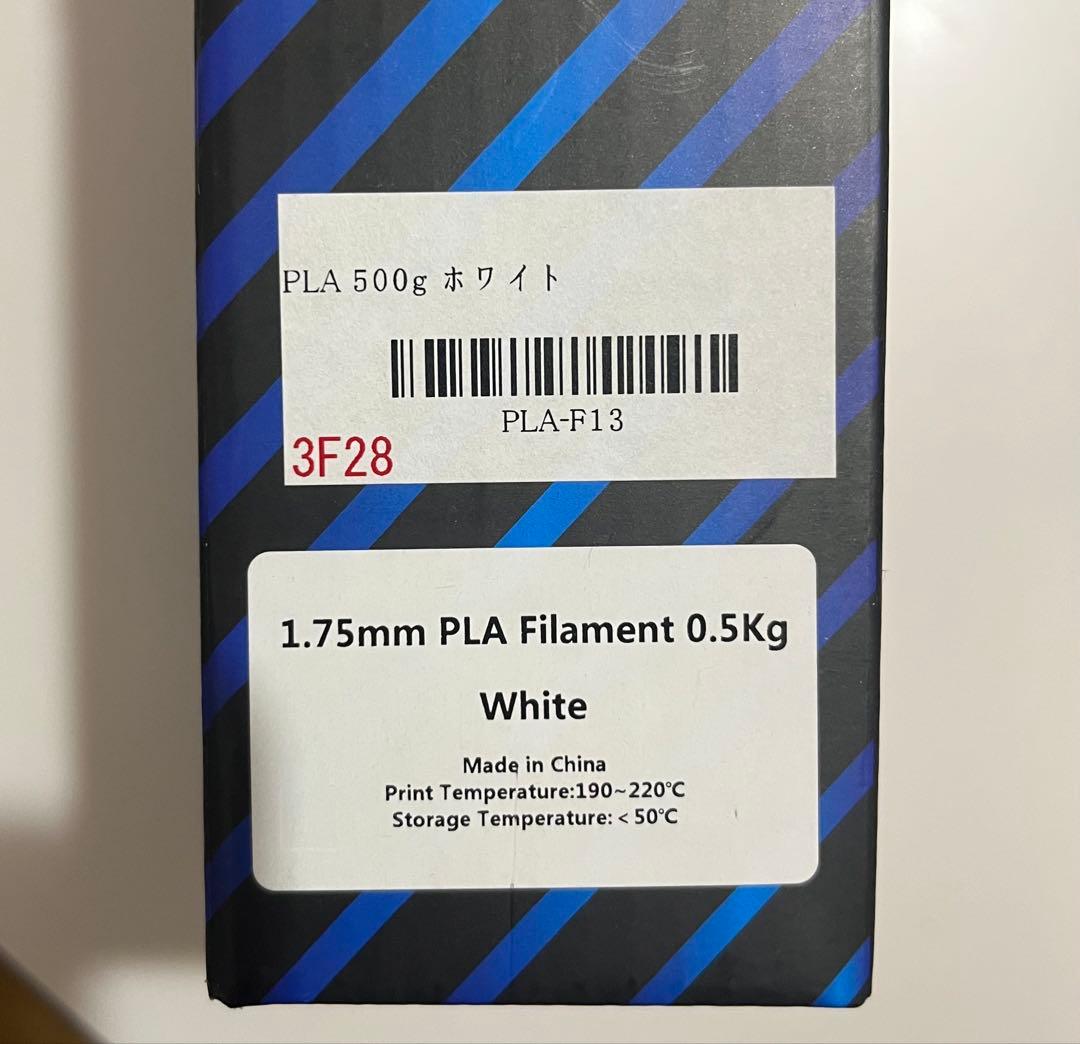 PLA 500g ホワイト
PLA-F13
3F28
1.75mm PLA Filament 0.5Kg
White
Made in China
Print Temperature:190~220℃
Storage Temperature: < 50℃